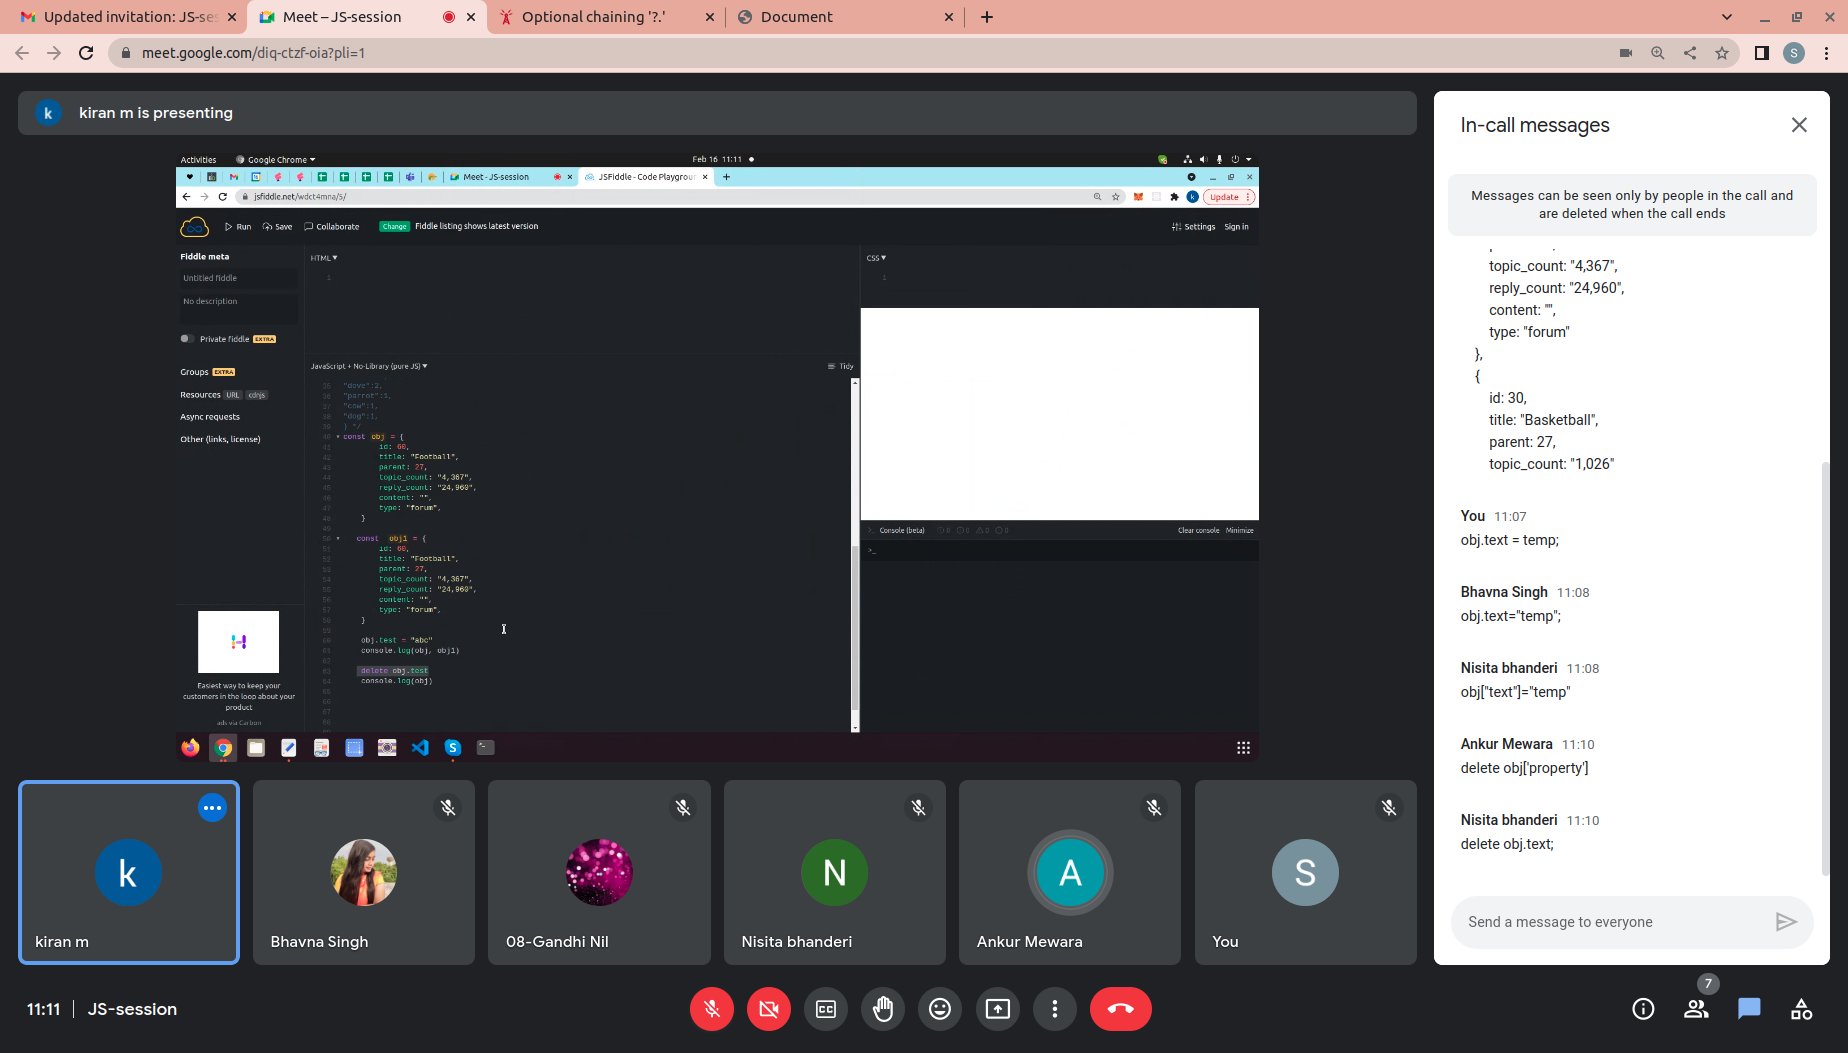 Updated invitation: JS-ses
Meet – JS-session
Optional chaining '?.'
Document
meet.google.com/diq-ctzf-oia?pli=1
S
k
kiran m is presenting
Activities
Google Chrome
Feb 16 11:11
Meet - JS-session
JSFiddle - Code Playgroun
jsfiddle.net/wdct4mna/5/
k
Update
Run
Save
Collaborate
Change
Fiddle listing shows latest version
Settings
Sign in
Fiddle meta
Untitled fiddle
No description
Private fiddle EXTRA
Groups EXTRA
Resources URL cdnjs
Async requests
Other (links, license)
Easiest way to keep your
customers in the loop about your
product
ads via Carbon
HTML
1
CSS
1
JavaScript + No-Library (pure JS)
Tidy
35 "dove":2,
36 "parrot":1,
37 "cow":1,
38 "dog":1,
39 } */
40 const obj = {
41 id: 60,
42 title: "Football",
43 parent: 27,
44 topic_count: "4,367",
45 reply_count: "24,960",
46 content: "",
47 type: "forum",
48 }
49
50 const obj1 = {
51 id: 60,
52 title: "Football",
53 parent: 27,
54 topic_count: "4,367",
55 reply_count: "24,960",
56 content: "",
57 type: "forum",
58 }
59
60 obj.test = "abc"
61 console.log(obj, obj1)
62
63 delete obj.test
64 console.log(obj)
65
66
67
68
Console (beta)
0 0 0 0
Clear console
Minimize
>_
k
kiran m
Bhavna Singh
08-Gandhi Nil
N
Nisita bhanderi
A
Ankur Mewara
S
You
In-call messages
Messages can be seen only by people in the call and
are deleted when the call ends
topic_count: "4,367",
reply_count: "24,960",
content: "",
type: "forum"
},
{
id: 30,
title: "Basketball",
parent: 27,
topic_count: "1,026"
You 11:07
obj.text = temp;
Bhavna Singh 11:08
obj.text="temp";
Nisita bhanderi 11:08
obj["text"]="temp"
Ankur Mewara 11:10
delete obj['property']
Nisita bhanderi 11:10
delete obj.text;
Send a message to everyone
11:11
JS-session
CC
7